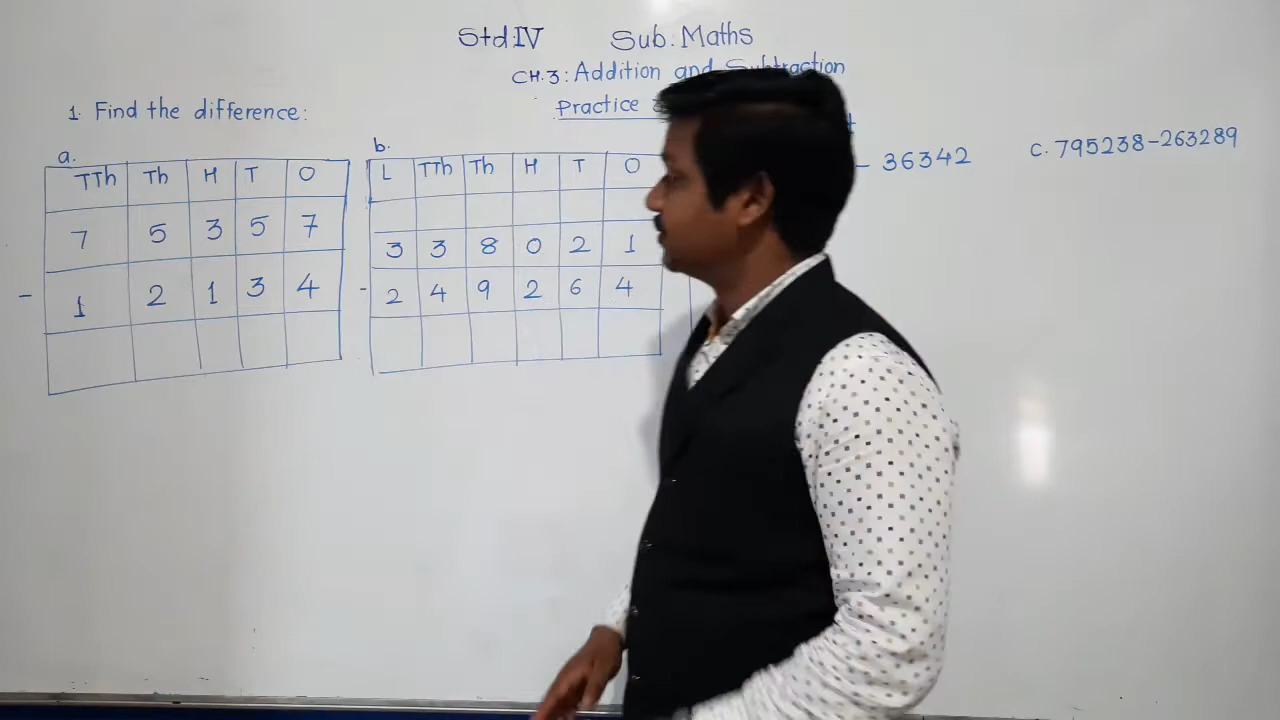 Std IV Sub: Maths
CH.3: Addition and Subtraction
Practice
1. Find the difference:
a.
TTh Th H T O
7 5 3 5 7
- 1 2 1 3 4
b.
L TTh Th H T O
3 3 8 0 2 1
- 2 4 9 2 6 4
- 36342
C. 795238-263289